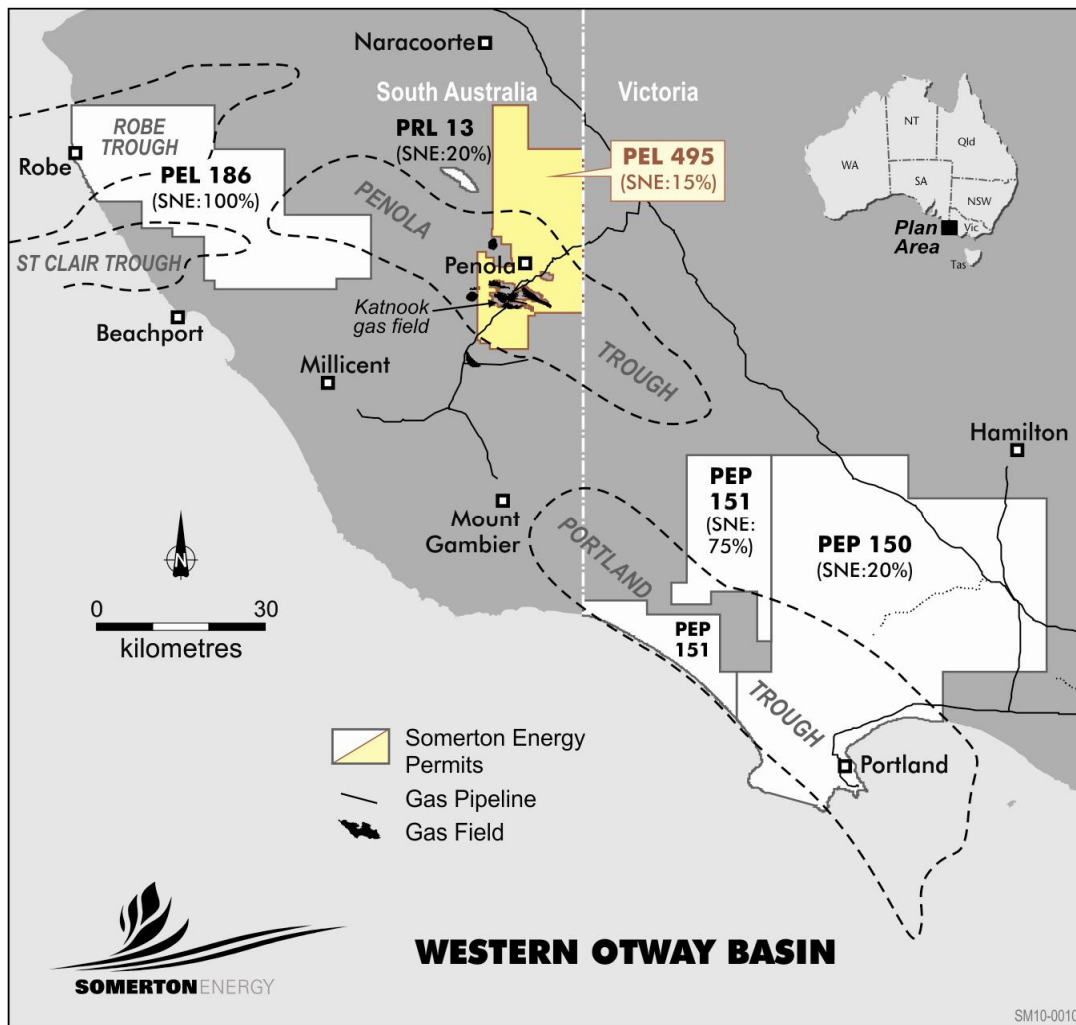 Naracoorte
South Australia
Victoria
ROBE
TROUGH
PRL 13
(SNE:20%)
PEL 495
(SNE:15%)
Robe
PEL 186
(SNE:100%)
PENOLA
ST CLAIR TROUGH
Penola
Katnook
gas field
Beachport
Millicent
TROUGH
NT
Qld
WA
SA
NSW
Plan
Area
Vic
Tas
Hamilton
Mount
Gambier
PORTLAND
PEP
151
(SNE:
75%)
PEP 150
(SNE:20%)
PEP
151
TROUGH
Portland
N
0 30
kilometres
Somerton Energy
Permits
Gas Pipeline
Gas Field
SOMERTONENERGY
WESTERN OTWAY BASIN
SM10-0010